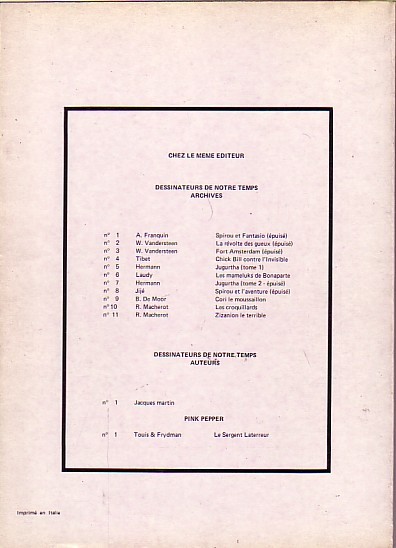 CHEZ LE MEME EDITEUR
DESSINATEURS DE NOTRE TEMPS
ARCHIVES
n° 1 A. Franquin Spirou et Fantasio (épuisé)
n° 2 W. Vandersteen La révolte des gueux (épuisé)
n° 3 W. Vandersteen Fort Amsterdam (épuisé)
n° 4 Tibet Chick Bill contre l'Invisible
n° 5 Hermann Jugurtha (tome 1)
n° 6 Laudy Les mameluks de Bonaparte
n° 7 Hermann Jugurtha (tome 2 - épuisé)
n° 8 Jijé Spirou et l'aventure (épuisé)
n° 9 B. De Moor Cori le moussaillon
n° 10 R. Macherot Les croquillards
n° 11 R. Macherot Zizanion le terrible
DESSINATEURS DE NOTRE TEMPS
AUTEURS
n° 1 Jacques martin
PINK PEPPER
n° 1 Touis & Frydman Le Sergent Laterreur
Imprimé en Italie